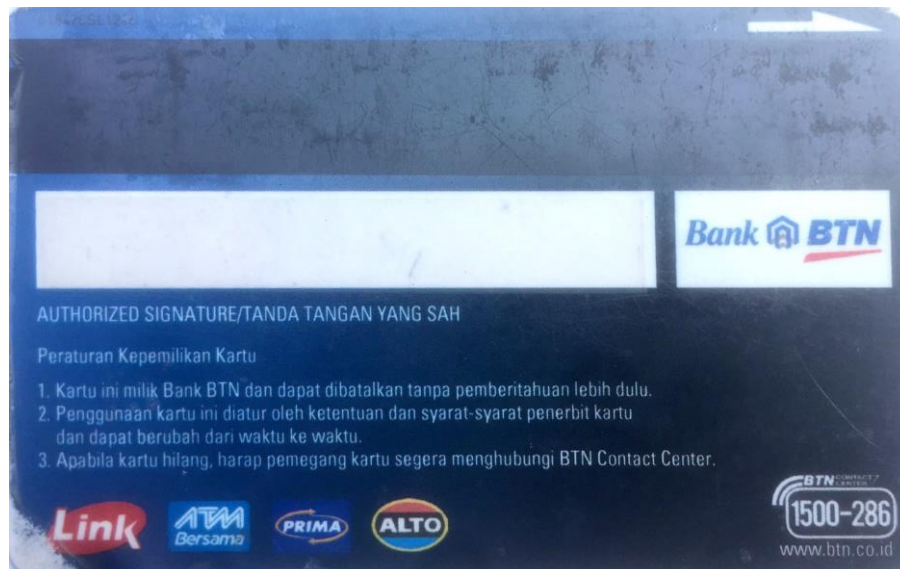 Bank BTN
AUTHORIZED SIGNATURE/TANDA TANGAN YANG SAH
Peraturan Kepemilikan Kartu
1. Kartu ini milik Bank BTN dan dapat dibatalkan tanpa pemberitahuan lebih dulu.
2. Penggunaan kartu ini diatur oleh ketentuan dan syarat-syarat penerbit kartu
dan dapat berubah dari waktu ke waktu.
3. Apabila kartu hilang, harap pemegang kartu segera menghubungi BTN Contact Center.
Link
ATM
Bersama
PRIMA
ALTO
BTN CONTACT
CENTER
1500-286
www.btn.co.id